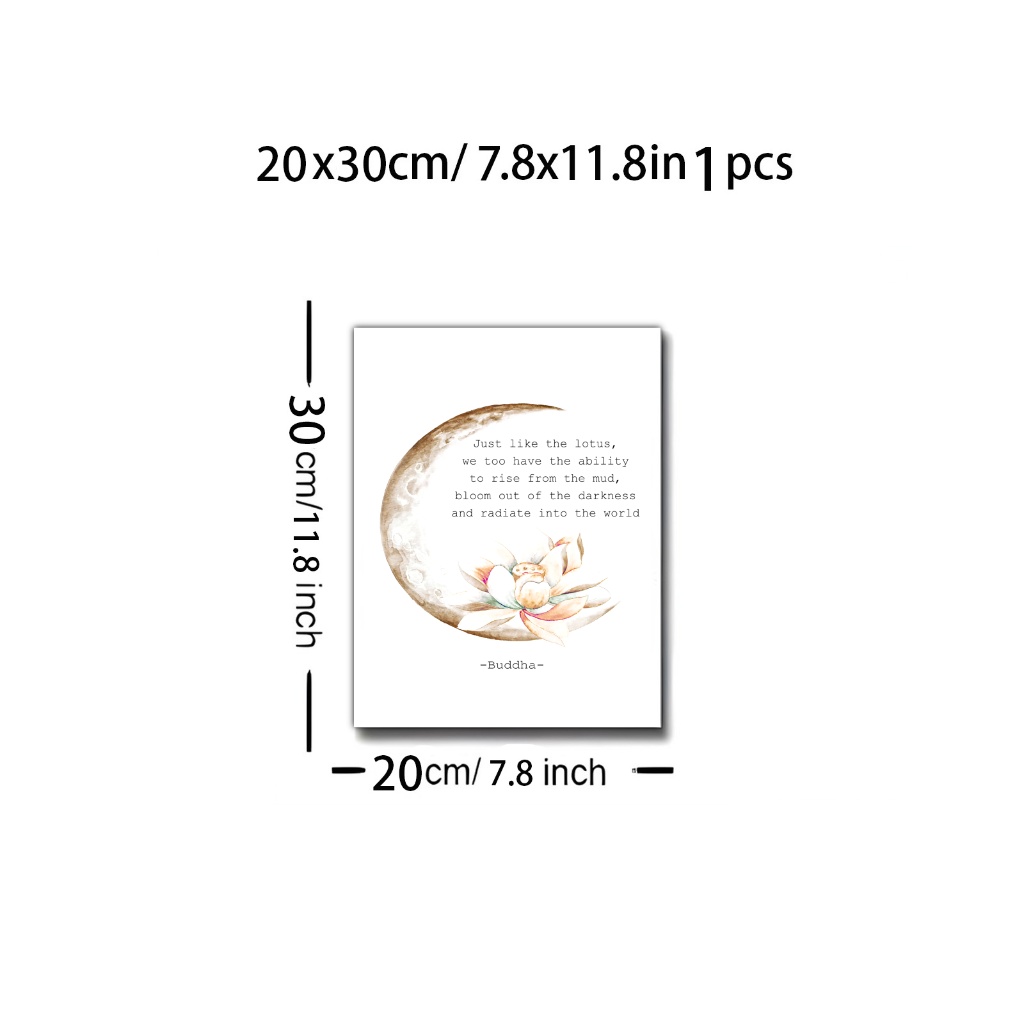 20x30cm/ 7.8x11.8in 1 pcs
30cm/11.8 inch
Just like the lotus,
we too have the ability
to rise from the mud,
bloom out of the darkness
and radiate into the world
-Buddha-
20cm/ 7.8 inch